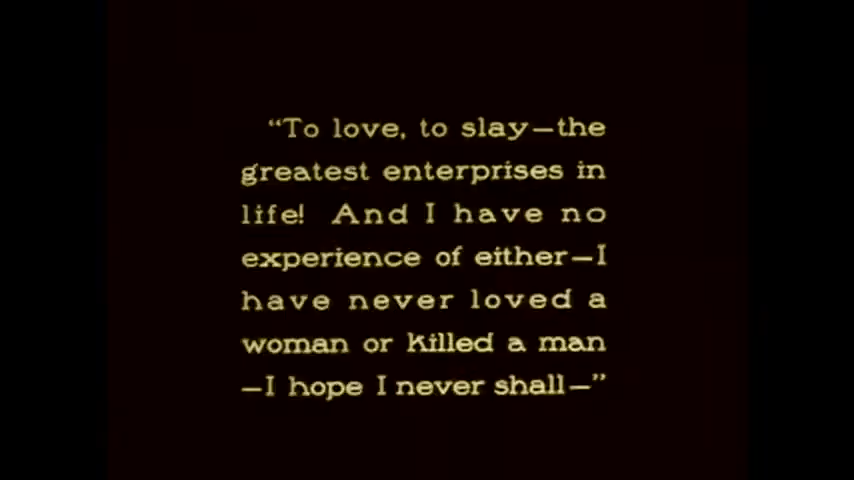 “To love, to slay—the
greatest enterprises in
life! And I have no
experience of either—I
have never loved a
woman or killed a man
—I hope I never shall—”